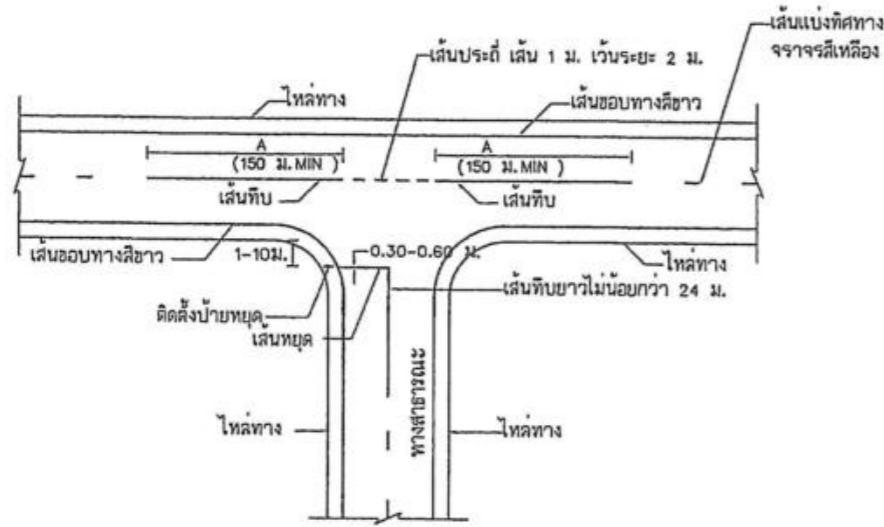 เส้นแบ่งทิศทาง
จราจรสีเหลือง
เส้นประถี่ เส้น 1 ม. เว้นระยะ 2 ม.
ไหล่ทาง
เส้นขอบทางสีขาว
A
(150 ม.MIN )
A
(150 ม.MIN )
เส้นทึบ
เส้นทึบ
เส้นขอบทางสีขาว
1-10ม.
0.30-0.60 ม.
ไหล่ทาง
เส้นทึบยาวไม่น้อยกว่า 24 ม.
ติดตั้งป้ายหยุด
เส้นหยุด
ทางสาธารณะ
ไหล่ทาง
ไหล่ทาง